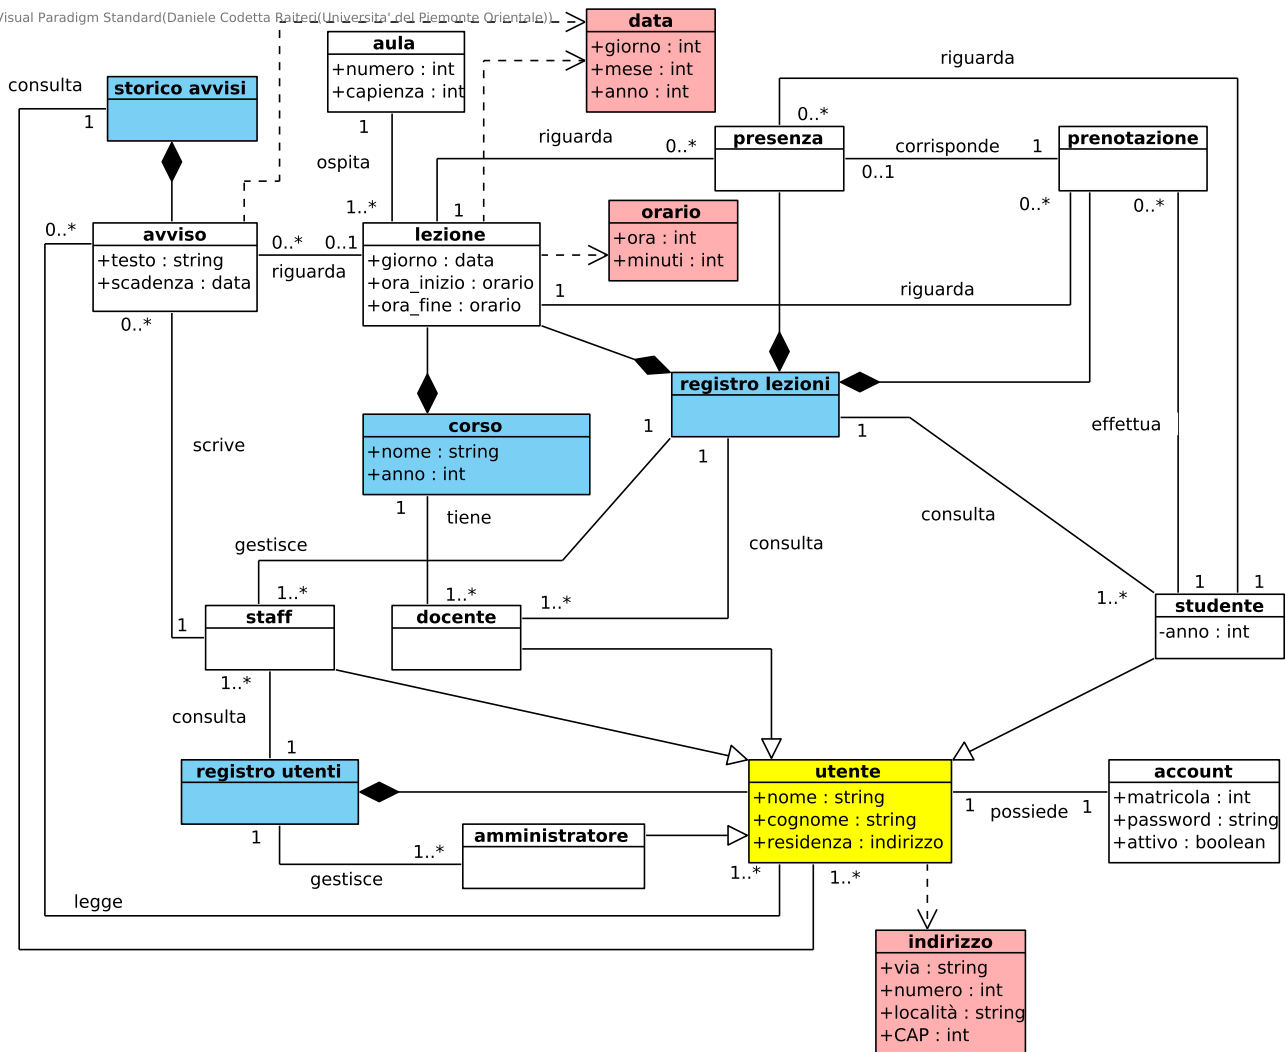 Visual Paradigm Standard(Daniele Codetta Raiteri(Universita' del Piemonte Orientale))
data
+giorno : int
+mese : int
+anno : int
aula
+numero : int
+capienza : int
storico avvisi
consulta
1
riguarda
0..*
presenza
prenotazione
corrisponde
0..1
1
riguarda
0..*
1
1
ospita
1..*
orario
+ora : int
+minuti : int
0..*
0..*
avviso
+testo : string
+scadenza : data
0..*
0..1
riguarda
lezione
+giorno : data
+ora_inizio : orario
+ora_fine : orario
1
riguarda
0..*
registro lezioni
corso
+nome : string
+anno : int
1
1
1
effettua
scrive
1
tiene
consulta
consulta
gestisce
1..*
1..*
1..*
1..*
1
1
1
staff
docente
studente
-anno : int
1..*
consulta
1
registro utenti
utente
+nome : string
+cognome : string
+residenza : indirizzo
1
possiede
1
account
+matricola : int
+password : string
+attivo : boolean
amministratore
1
1..*
gestisce
1..*
1..*
legge
indirizzo
+via : string
+numero : int
+località : string
+CAP : int